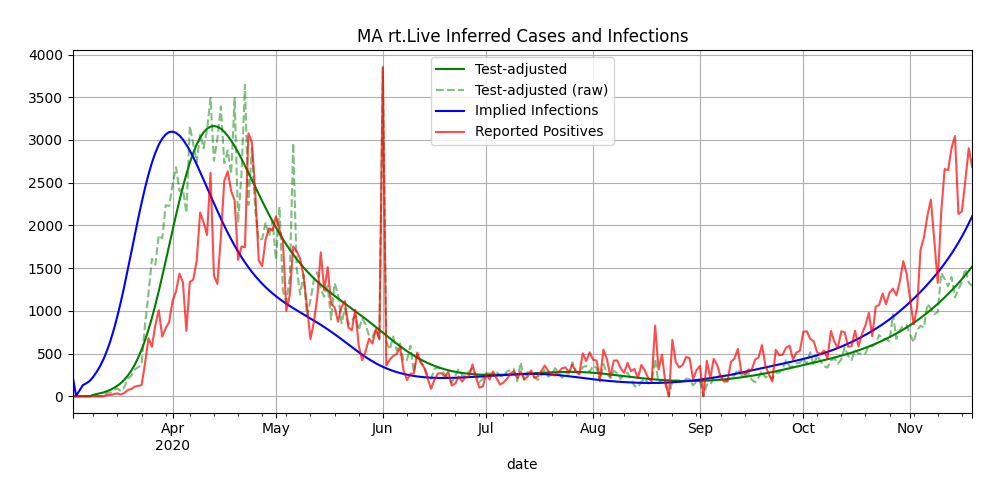 MA rt.Live Inferred Cases and Infections
4000
3500
3000
2500
2000
1500
1000
500
0
Test-adjusted
Test-adjusted (raw)
Implied Infections
Reported Positives
Apr May Jun Jul Aug Sep Oct Nov
2020
date